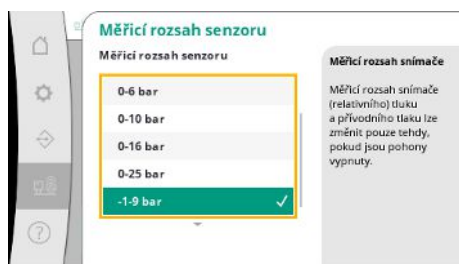 Měřicí rozsah senzoru
Měřicí rozsah senzoru
0-6 bar
0-10 bar
0-16 bar
0-25 bar
-1-9 bar
Měřicí rozsah snímače
Měřicí rozsah snímače
(relativního) tlaku
a přívodního tlaku lze
změnit pouze tehdy,
pokud jsou pohony
vypnuty.
?